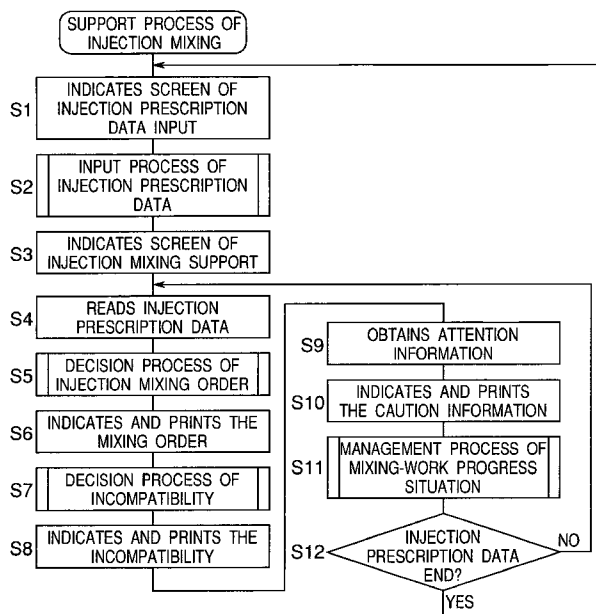 SUPPORT PROCESS OF
INJECTION MIXING
S1
INDICATES SCREEN OF
INJECTION PRESCRIPTION
DATA INPUT
S2
INPUT PROCESS OF
INJECTION PRESCRIPTION
DATA
S3
INDICATES SCREEN OF
INJECTION MIXING SUPPORT
S4
READS INJECTION
PRESCRIPTION DATA
S5
DECISION PROCESS OF
INJECTION MIXING ORDER
S6
INDICATES AND PRINTS THE
MIXING ORDER
S7
DECISION PROCESS OF
INCOMPATIBILITY
S8
INDICATES AND PRINTS THE
INCOMPATIBILITY
S9
OBTAINS ATTENTION
INFORMATION
S10
INDICATES AND PRINTS
THE CAUTION INFORMATION
S11
MANAGEMENT PROCESS OF
MIXING-WORK PROGRESS
SITUATION
S12
INJECTION
PRESCRIPTION DATA
END?
NO
YES